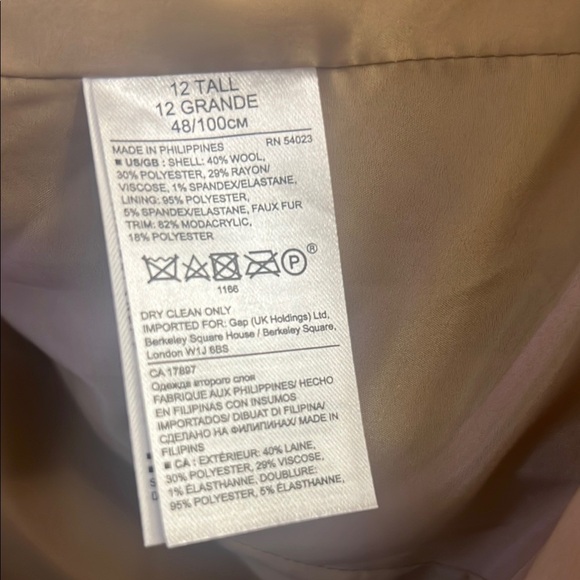 12 TALL
12 GRANDE
48/100CM
MADE IN PHILIPPINES RN 54023
■ US/GB : SHELL: 40% WOOL,
30% POLYESTER, 29% RAYON/
VISCOSE, 1% SPANDEX/ELASTANE,
LINING: 95% POLYESTER,
5% SPANDEX/ELASTANE, FAUX FUR
TRIM: 82% MODACRYLIC,
18% POLYESTER
P ®
1166
DRY CLEAN ONLY
IMPORTED FOR: Gap (UK Holdings) Ltd,
Berkeley Square House / Berkeley Square,
London W1J 6BS
CA 17897
Одежда второго слоя
FABRIQUE AUX PHILIPPINES/ HECHO
EN FILIPINAS CON INSUMOS
IMPORTADOS/ DIBUAT DI FILIPINA/
СДЕЛАНО НА ФИЛИППИНАХ/ MADE IN
FILIPINS
■ CA : EXTÉRIEUR: 40% LAINE,
30% POLYESTER, 29% VISCOSE,
1% ÉLASTHANNE, DOUBLURE:
95% POLYESTER, 5% ÉLASTHANNE,